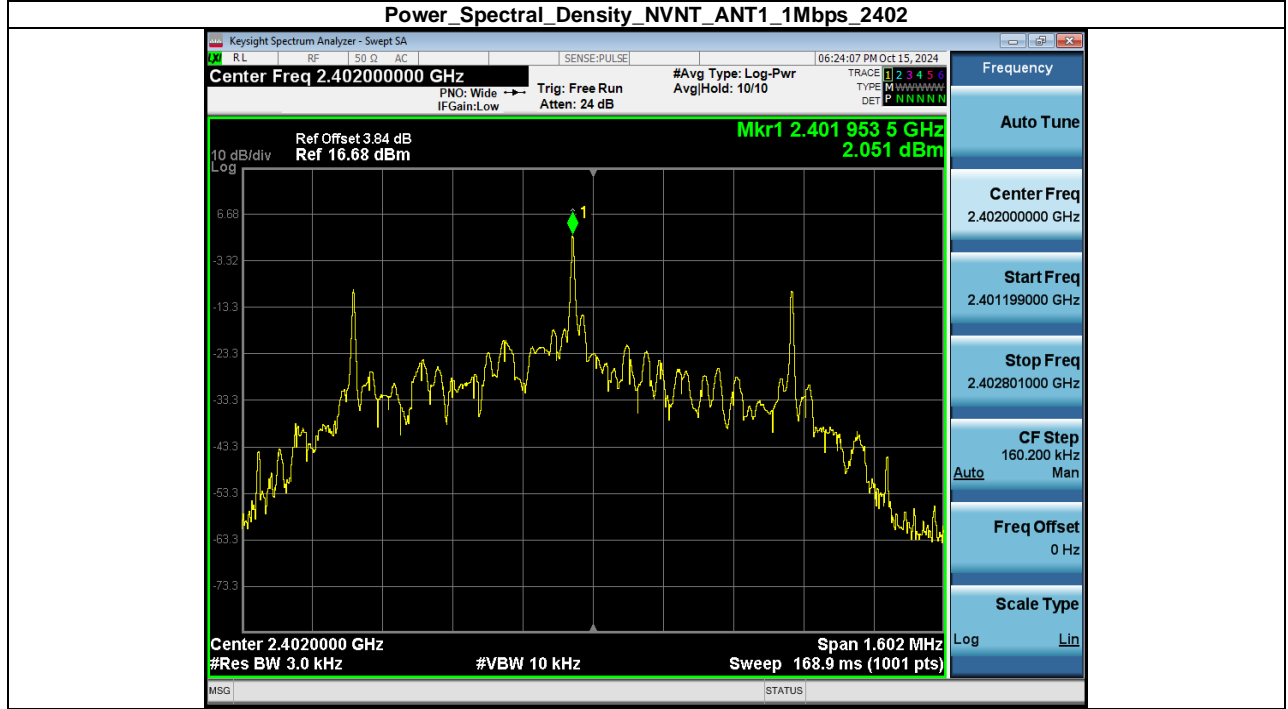 Power_Spectral_Density_NVNT_ANT1_1Mbps_2402
Keysight Spectrum Analyzer - Swept SA
LXI RL RF 50 Ω AC SENSE:PULSE 06:24:07 PM Oct 15, 2024
Center Freq 2.402000000 GHz
PNO: Wide
IFGain:Low
Trig: Free Run
Atten: 24 dB
#Avg Type: Log-Pwr
Avg|Hold: 10/10
TRACE 1 2 3 4 5 6
TYPE M WWWWW
DET P N N N N N
Frequency
Mkr1 2.401 953 5 GHz
2.051 dBm
Ref Offset 3.84 dB
10 dB/div Ref 16.68 dBm
Log
1
6.68
-3.32
-13.3
-23.3
-33.3
-43.3
-53.3
-63.3
-73.3
Center 2.4020000 GHz Span 1.602 MHz
#Res BW 3.0 kHz #VBW 10 kHz Sweep 168.9 ms (1001 pts)
Auto Tune
Center Freq
2.402000000 GHz
Start Freq
2.401199000 GHz
Stop Freq
2.402801000 GHz
CF Step
160.200 kHz
Auto Man
Freq Offset
0 Hz
Scale Type
Log Lin
MSG STATUS